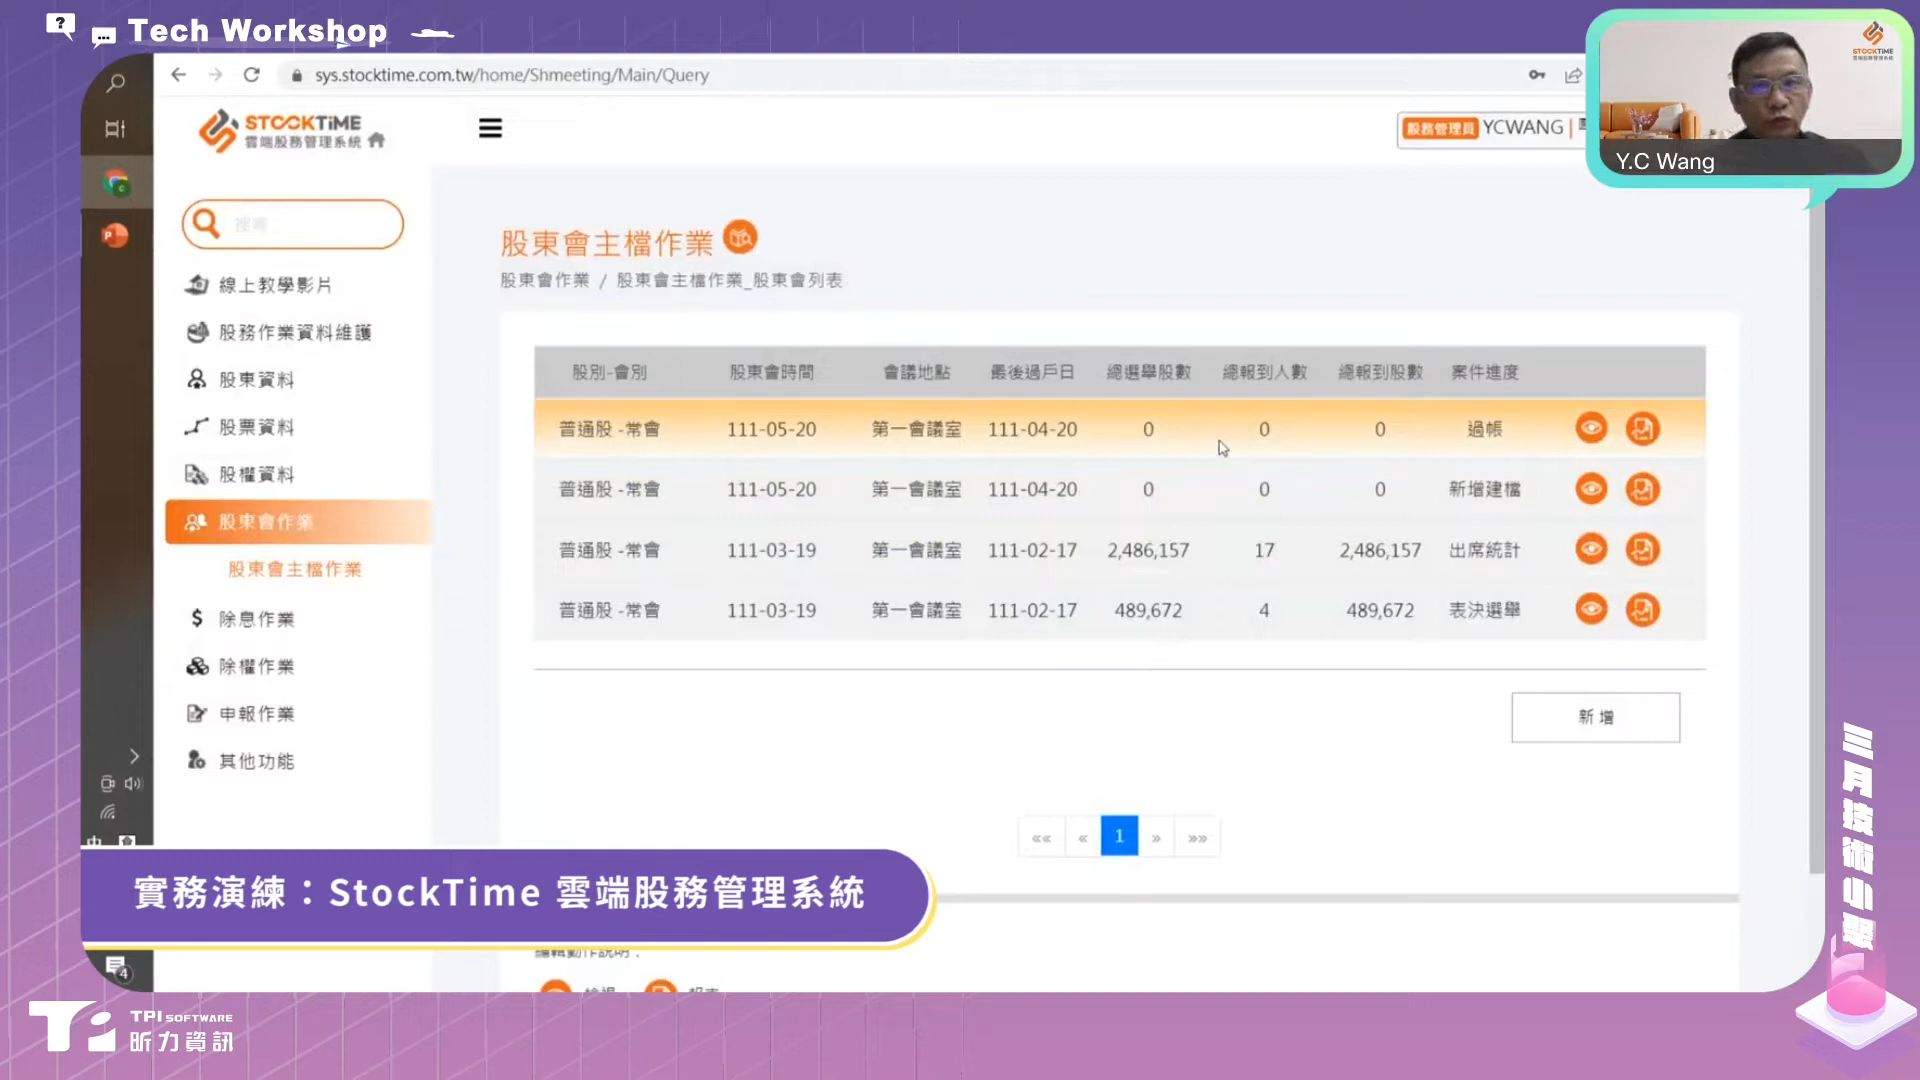 Tech Workshop
sys.stocktime.com.tw/home/Shmeeting/Main/Query
STOCKTiME
雲端股務管理系統
股務管理員 YCWANG |
STOCKTiME
Y.C Wang
搜尋
線上教學影片
股務作業資料維護
股東資料
股票資料
股權資料
股東會作業
股東會主檔作業
除息作業
除權作業
申報作業
其他功能
股東會主檔作業
股東會作業 / 股東會主檔作業_股東會列表
股別-會別 股東會時間 會議地點 最後過戶日 總選舉股數 總報到人數 總報到股數 案件進度
普通股 -常會 111-05-20 第一會議室 111-04-20 0 0 0 過帳
普通股 -常會 111-05-20 第一會議室 111-04-20 0 0 0 新增建檔
普通股 -常會 111-03-19 第一會議室 111-02-17 2,486,157 17 2,486,157 出席統計
普通股 -常會 111-03-19 第一會議室 111-02-17 489,672 4 489,672 表決選舉
新增
«« « 1 » »»
實務演練：StockTime 雲端股務管理系統
4
TPI SOFTWARE
昕力資訊
三月技術小聚